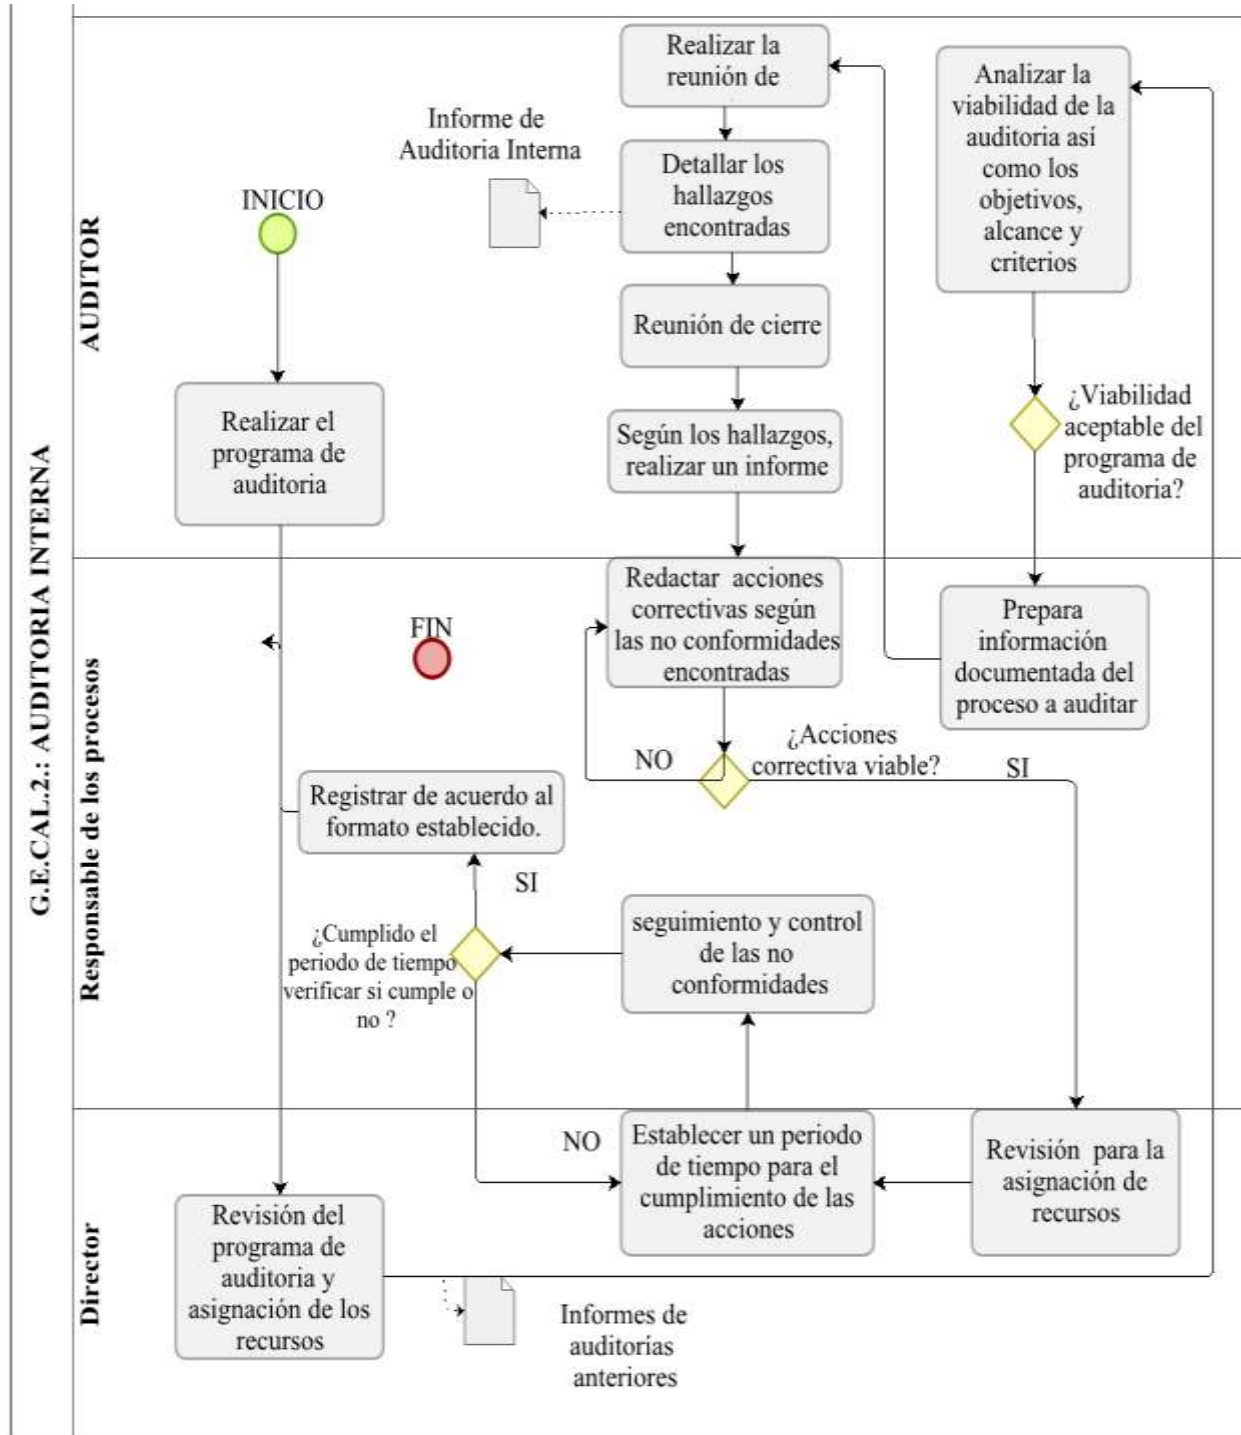 G.E.CAL.2.: AUDITORIA INTERNA
AUDITOR
INICIO
Realizar el
programa de
auditoria
Informe de
Auditoria Interna
Realizar la
reunión de
Detallar los
hallazgos
encontradas
Reunión de cierre
Según los hallazgos,
realizar un informe
Analizar la
viabilidad de la
auditoria así
como los
objetivos,
alcance y
criterios
¿Viabilidad
aceptable del
programa de
auditoria?
Responsable de los procesos
FIN
Redactar acciones
correctivas según
las no conformidades
encontradas
Prepara
información
documentada del
proceso a auditar
¿Acciones
correctiva viable?
NO
SI
Registrar de acuerdo al
formato establecido.
SI
¿Cumplido el
periodo de tiempo
verificar si cumple o
no ?
seguimiento y control
de las no
conformidades
Director
NO
Establecer un periodo
de tiempo para el
cumplimiento de las
acciones
Revisión para la
asignación de
recursos
Revisión del
programa de
auditoria y
asignación de los
recursos
Informes de
auditorías
anteriores